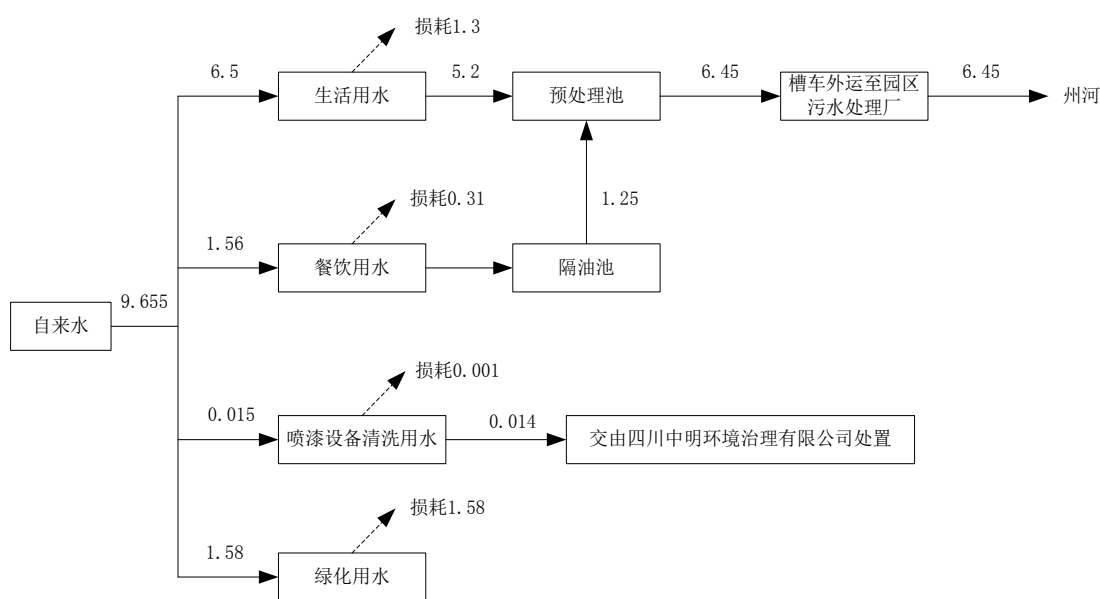 损耗1.3
6.5
生活用水
5.2
预处理池
6.45
槽车外运至园区
污水处理厂
6.45
州河
损耗0.31
1.25
1.56
餐饮用水
隔油池
自来水
9.655
损耗0.001
0.015
喷漆设备清洗用水
0.014
交由四川中明环境治理有限公司处置
损耗1.58
1.58
绿化用水